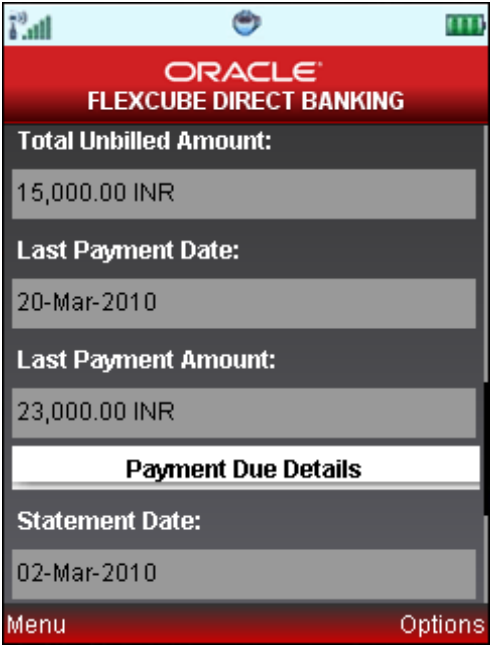 ORACLE
FLEXCUBE DIRECT BANKING
Total Unbilled Amount:
15,000.00 INR
Last Payment Date:
20-Mar-2010
Last Payment Amount:
23,000.00 INR
Payment Due Details
Statement Date:
02-Mar-2010
Menu Options